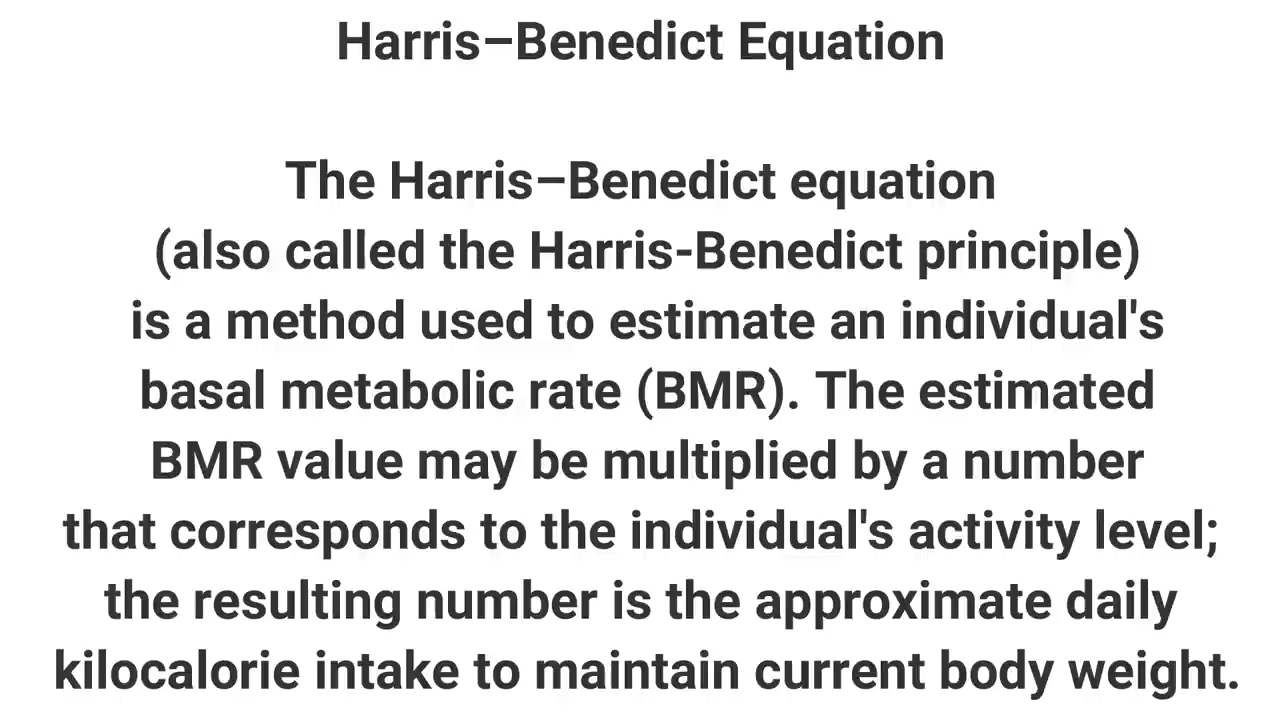 Harris–Benedict Equation
The Harris–Benedict equation
(also called the Harris-Benedict principle)
is a method used to estimate an individual's
basal metabolic rate (BMR). The estimated
BMR value may be multiplied by a number
that corresponds to the individual's activity level;
the resulting number is the approximate daily
kilocalorie intake to maintain current body weight.